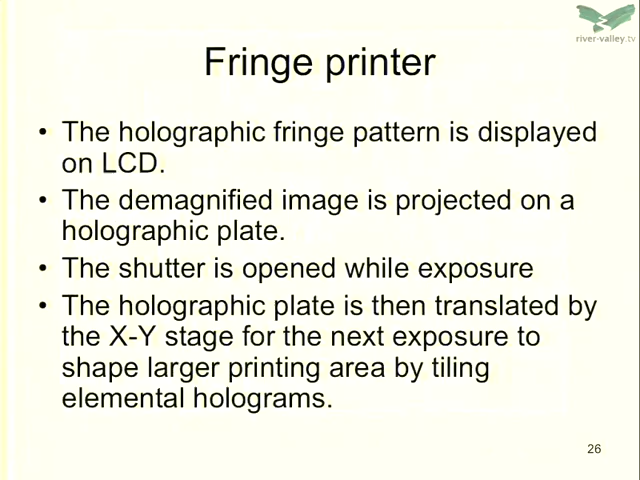 river-valley.tv
Fringe printer
• The holographic fringe pattern is displayed
on LCD.
• The demagnified image is projected on a
holographic plate.
• The shutter is opened while exposure
• The holographic plate is then translated by
the X-Y stage for the next exposure to
shape larger printing area by tiling
elemental holograms.
26